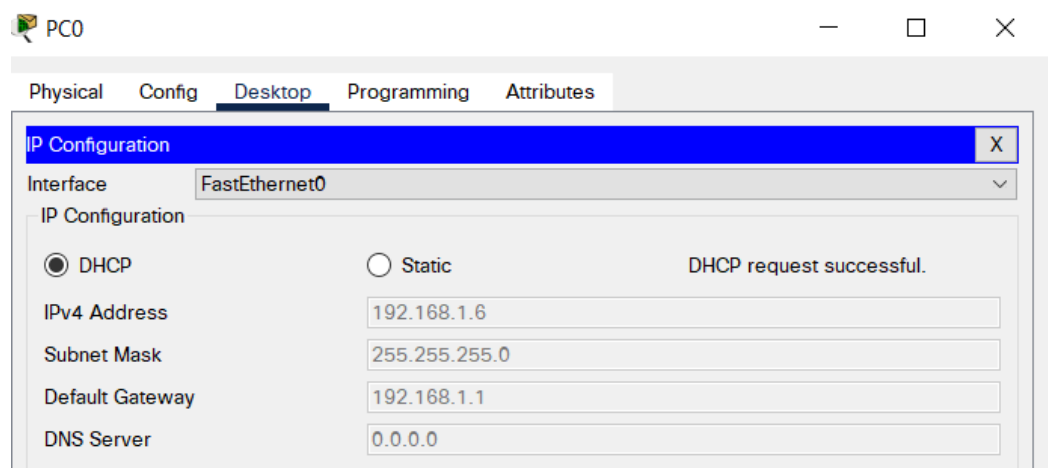 PC0
Physical Config Desktop Programming Attributes
IP Configuration X
Interface FastEthernet0
IP Configuration
DHCP Static DHCP request successful.
IPv4 Address 192.168.1.6
Subnet Mask 255.255.255.0
Default Gateway 192.168.1.1
DNS Server 0.0.0.0